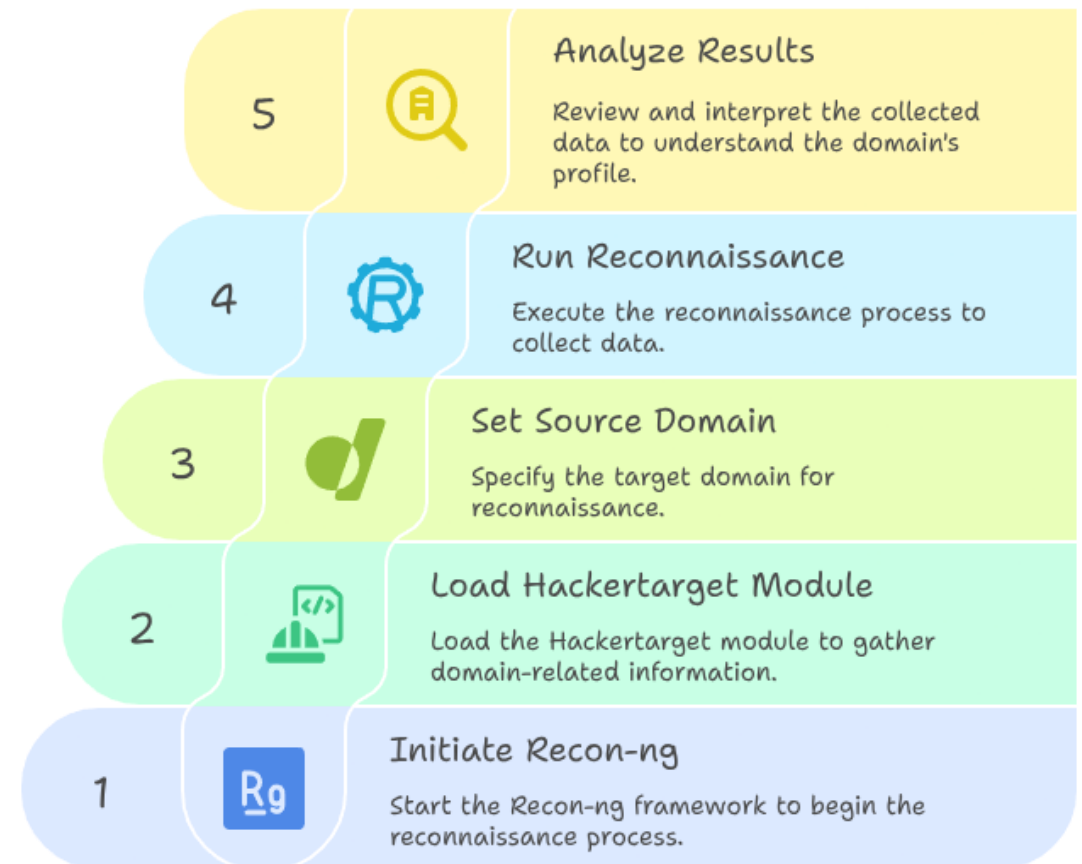 5
Analyze Results
Review and interpret the collected
data to understand the domain's
profile.
4
R
Run Reconnaissance
Execute the reconnaissance process to
collect data.
3
Set Source Domain
Specify the target domain for
reconnaissance.
2
</>
Load Hackertarget Module
Load the Hackertarget module to gather
domain-related information.
1
Rg
Initiate Recon-ng
Start the Recon-ng framework to begin the
reconnaissance process.